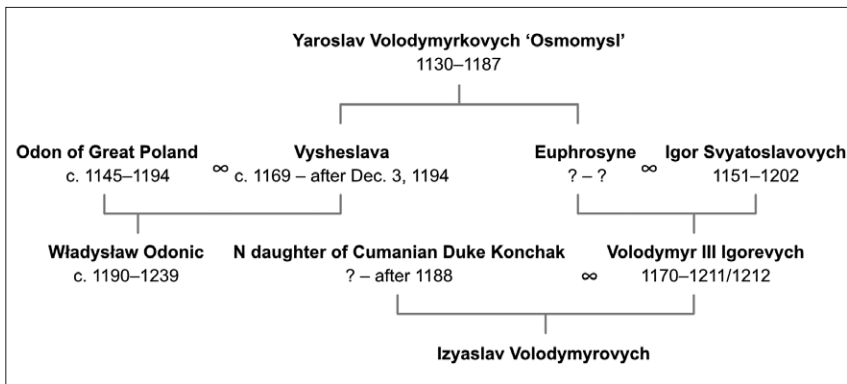 Yaroslav Volodymyrkovych ‘Osmomysl’
1130–1187
Odon of Great Poland ∞ Vysheslava Euphrosyne ∞ Igor Svyatoslavovych
c. 1145–1194 c. 1169 – after Dec. 3, 1194 ? – ? 1151–1202
Władysław Odonic N daughter of Cumanian Duke Konchak Volodymyr III Igorevych
c. 1190–1239 ? – after 1188 ∞ 1170–1211/1212
Izyaslav Volodymyrovych